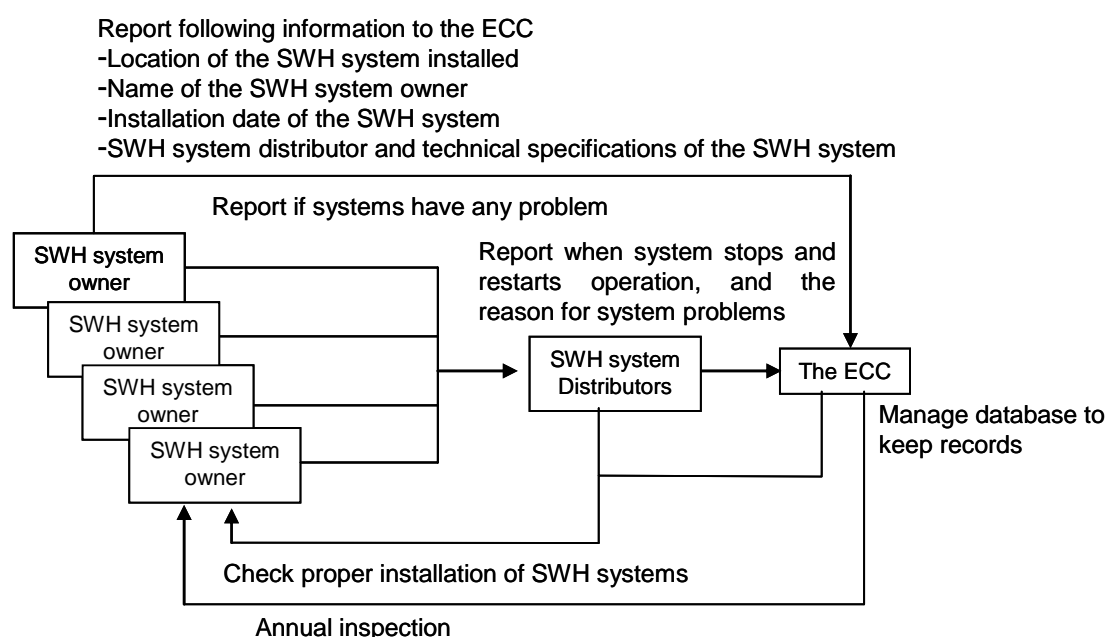 Report following information to the ECC
-Location of the SWH system installed
-Name of the SWH system owner
-Installation date of the SWH system
-SWH system distributor and technical specifications of the SWH system
Report if systems have any problem
SWH system
owner
Report when system stops and
restarts operation, and the
reason for system problems
SWH system
owner
SWH system
Distributors
The ECC
SWH system
owner
Manage database to
keep records
SWH system
owner
Check proper installation of SWH systems
Annual inspection